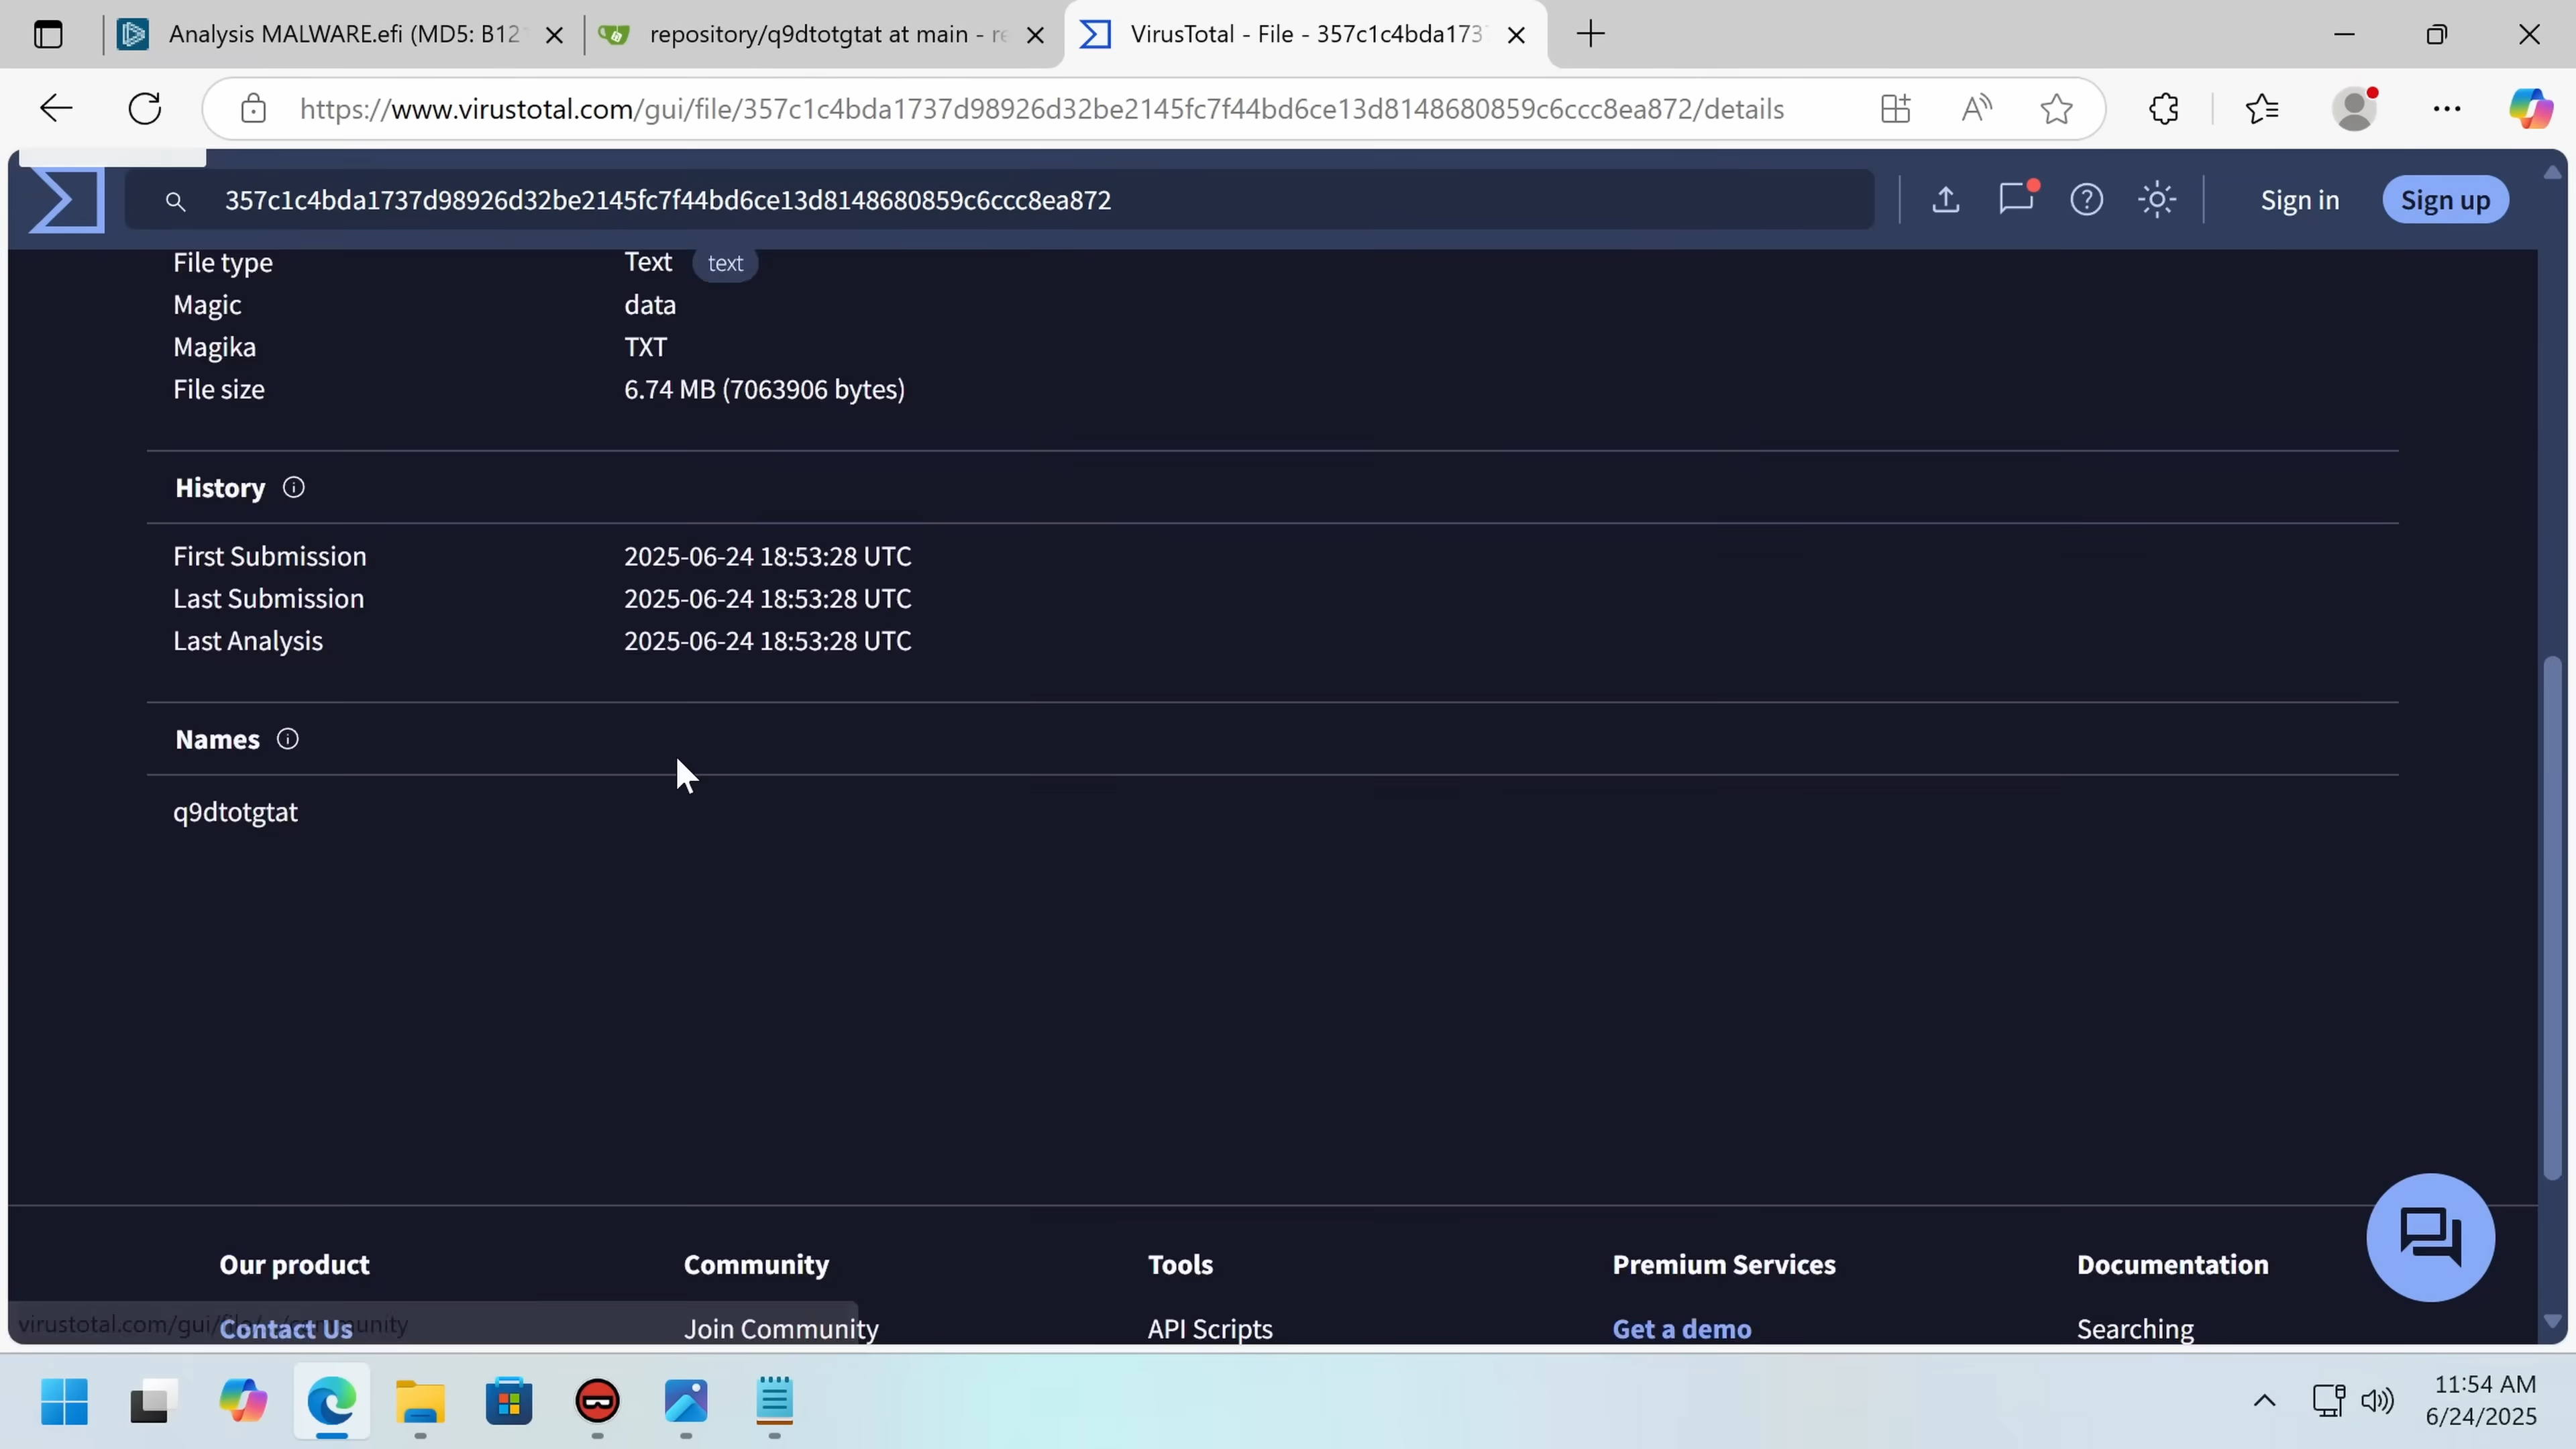 Analysis MALWARE.efi (MD5: B12
repository/q9dtotgtat at main - re
VirusTotal - File - 357c1c4bda173
https://www.virustotal.com/gui/file/357c1c4bda1737d98926d32be2145fc7f44bd6ce13d8148680859c6ccc8ea872/details
357c1c4bda1737d98926d32be2145fc7f44bd6ce13d8148680859c6ccc8ea872
Sign in
Sign up
File type Text text
Magic data
Magika TXT
File size 6.74 MB (7063906 bytes)
History
First Submission 2025-06-24 18:53:28 UTC
Last Submission 2025-06-24 18:53:28 UTC
Last Analysis 2025-06-24 18:53:28 UTC
Names
q9dtotgtat
Our product Community Tools Premium Services Documentation
Contact Us Join Community API Scripts Get a demo Searching
11:54 AM
6/24/2025